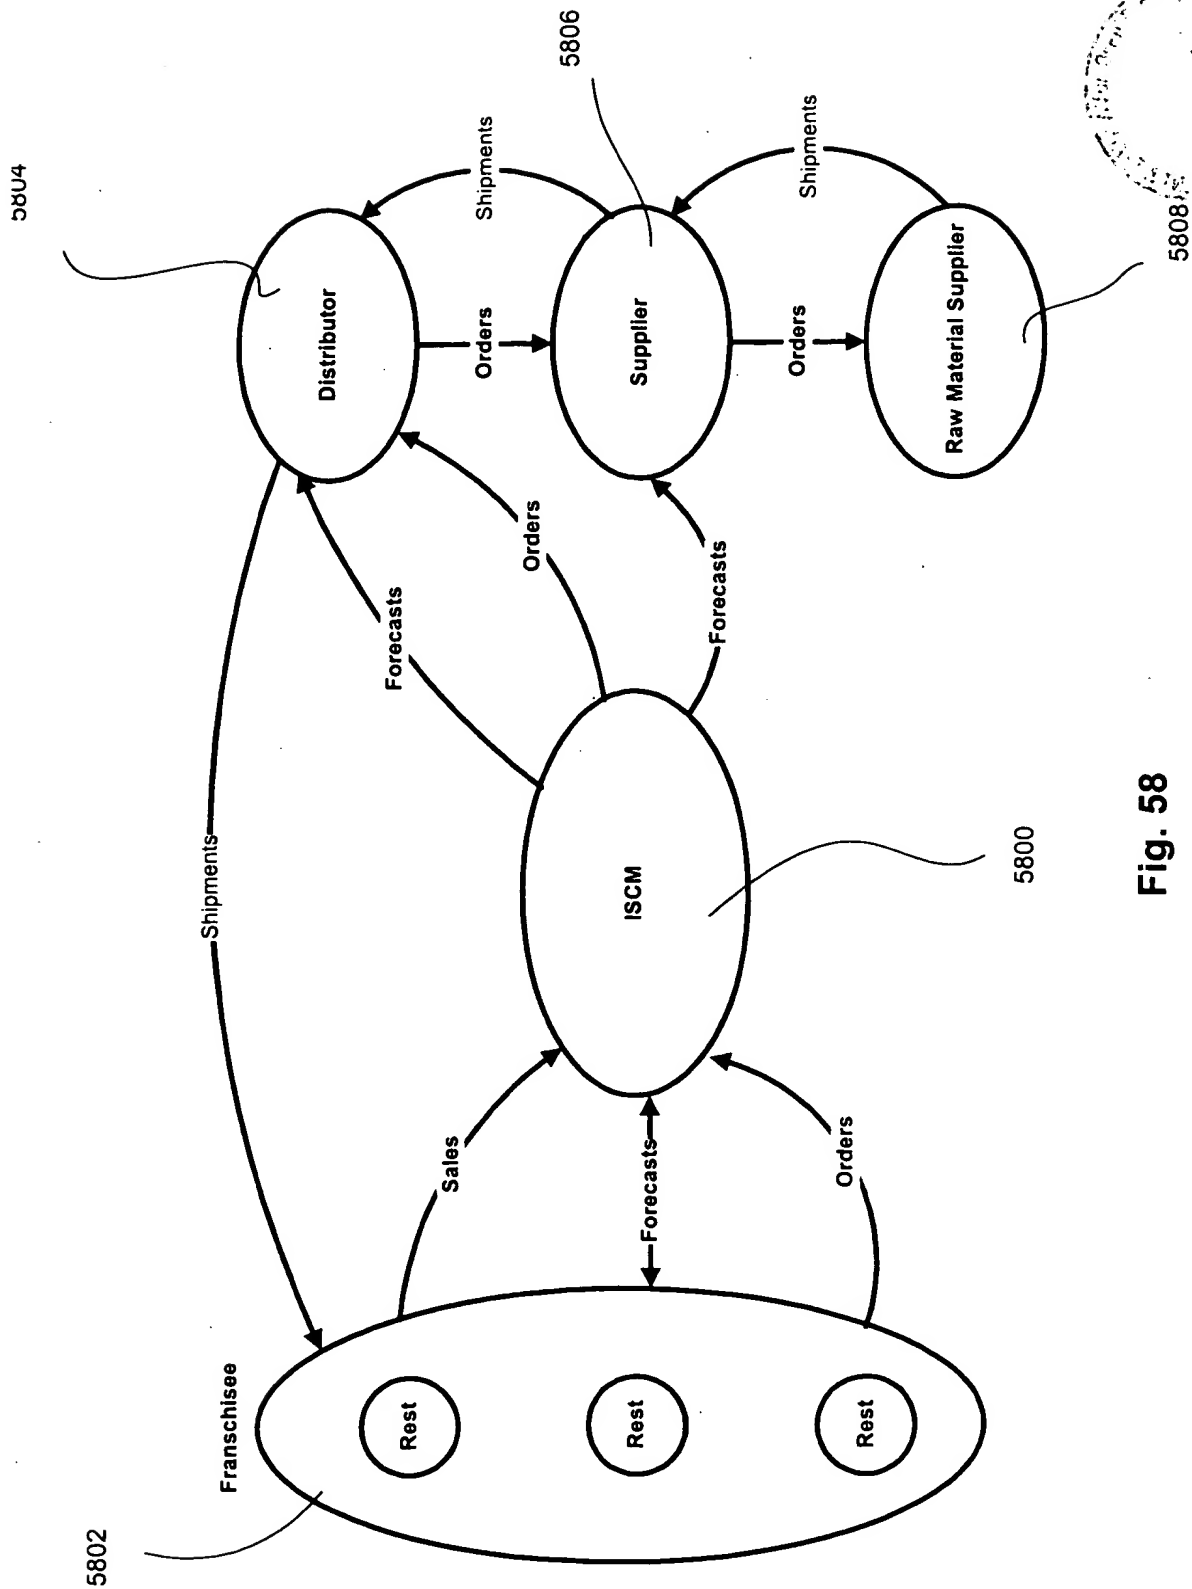 5804
5806
Shipments
Shipments
Distributor
Orders
Supplier
Orders
Raw Material Supplier
5808
Orders
Forecasts
Forecasts
Shipments
ISCM
5800
Fig. 58
Sales
Forecasts
Orders
Franschisee
Rest
Rest
Rest
5802